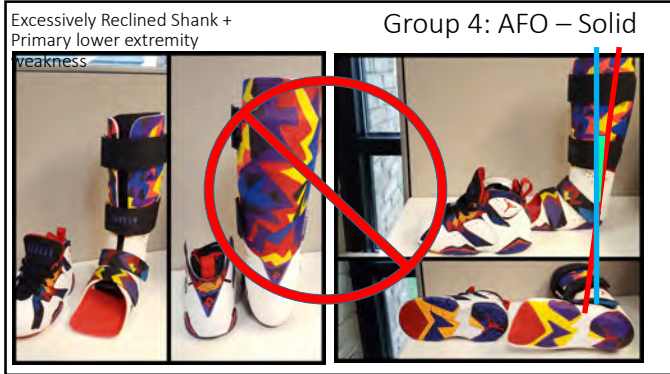 Excessively Reclined Shank +
Primary lower extremity
weakness
Group 4: AFO – Solid